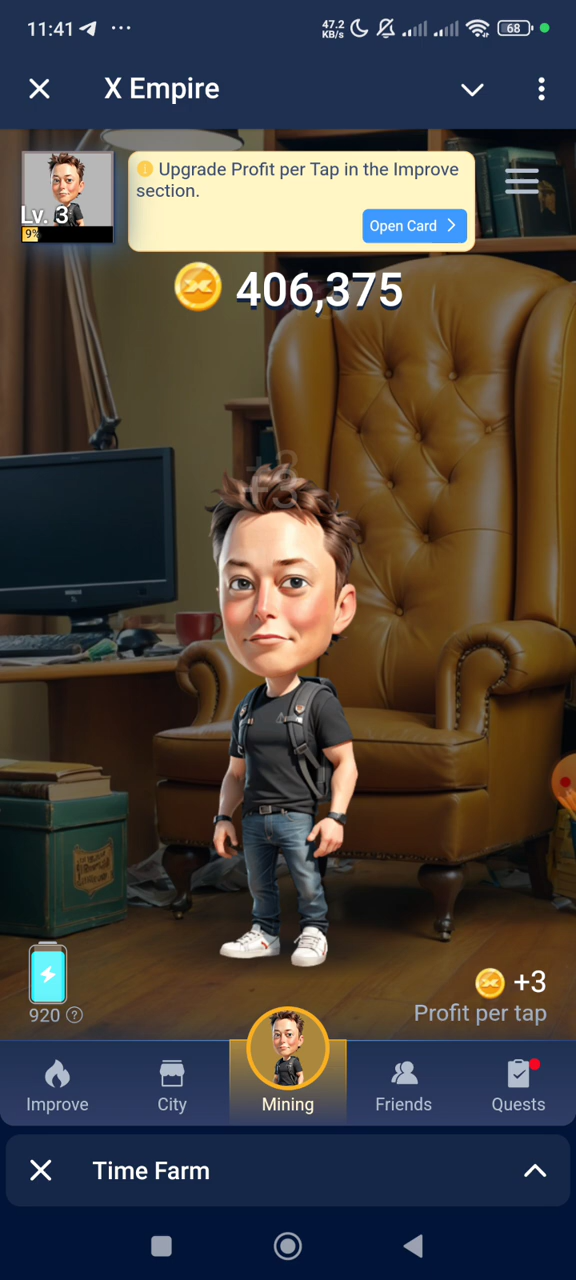 11:41
47.2
KB/s
68
X Empire
Upgrade Profit per Tap in the Improve
section.
Open Card
Lv. 3
9%
406,375
+3
920
+3
Profit per tap
Improve
City
Mining
Friends
Quests
Time Farm